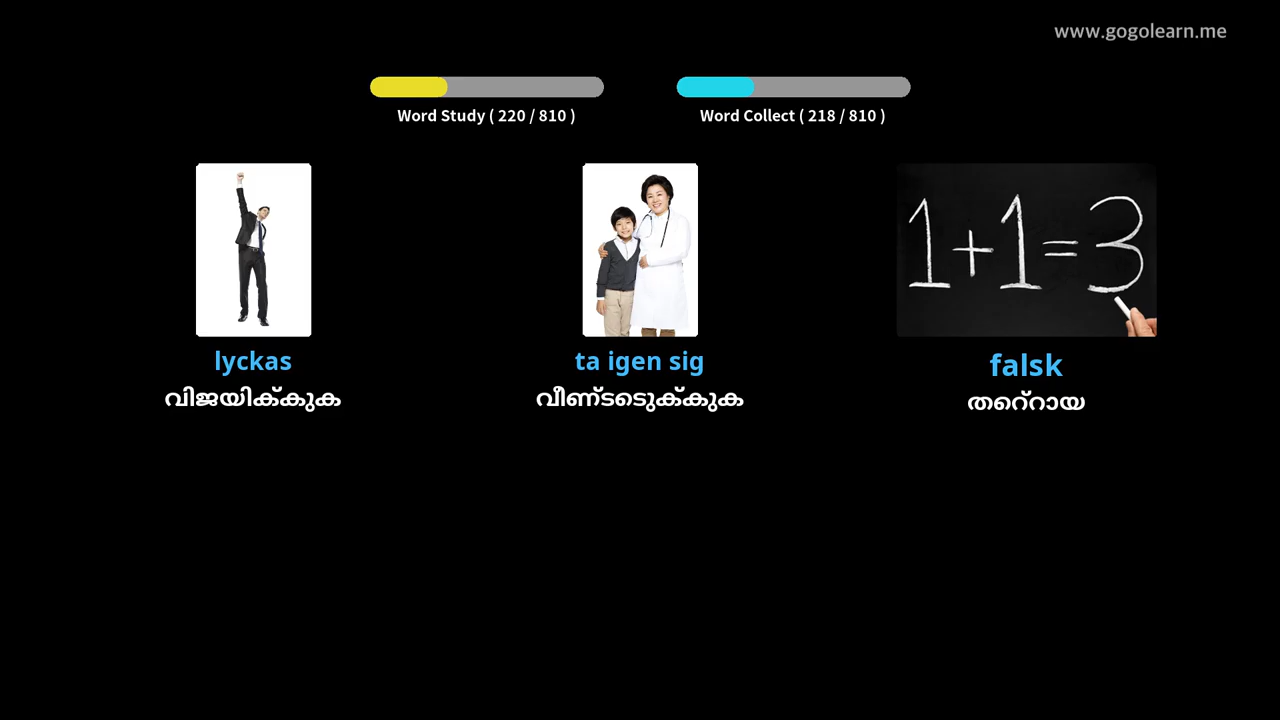 www.gogolearn.me
Word Study ( 220 / 810 )
Word Collect ( 218 / 810 )
1+1=3
lyckas
ta igen sig
falsk
വിജയിക്കുക
വീണ്ടെടുക്കുക
തെറ്റായ